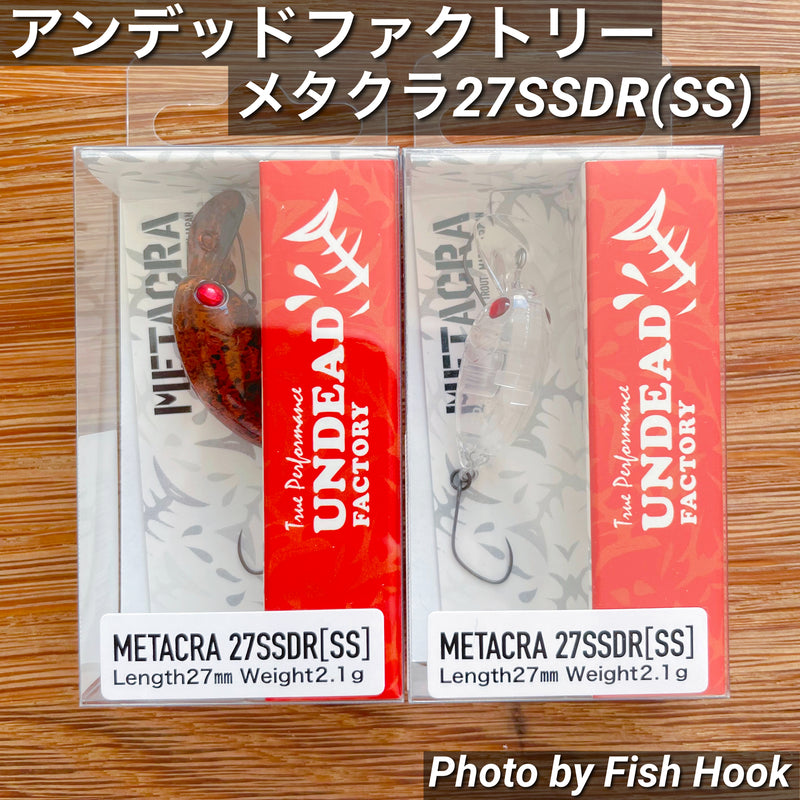 アンデッドファクトリー
メタクラ27SSDR(SS)
METACRA
True Performance
UNDEAD
FACTORY
METACRA 27SSDR[SS]
Length27mm Weight2.1g
METACRA
TROUT
True Performance
UNDEAD
FACTORY
METACRA 27SSDR[SS]
Length27mm Weight2.1g
Photo by Fish Hook